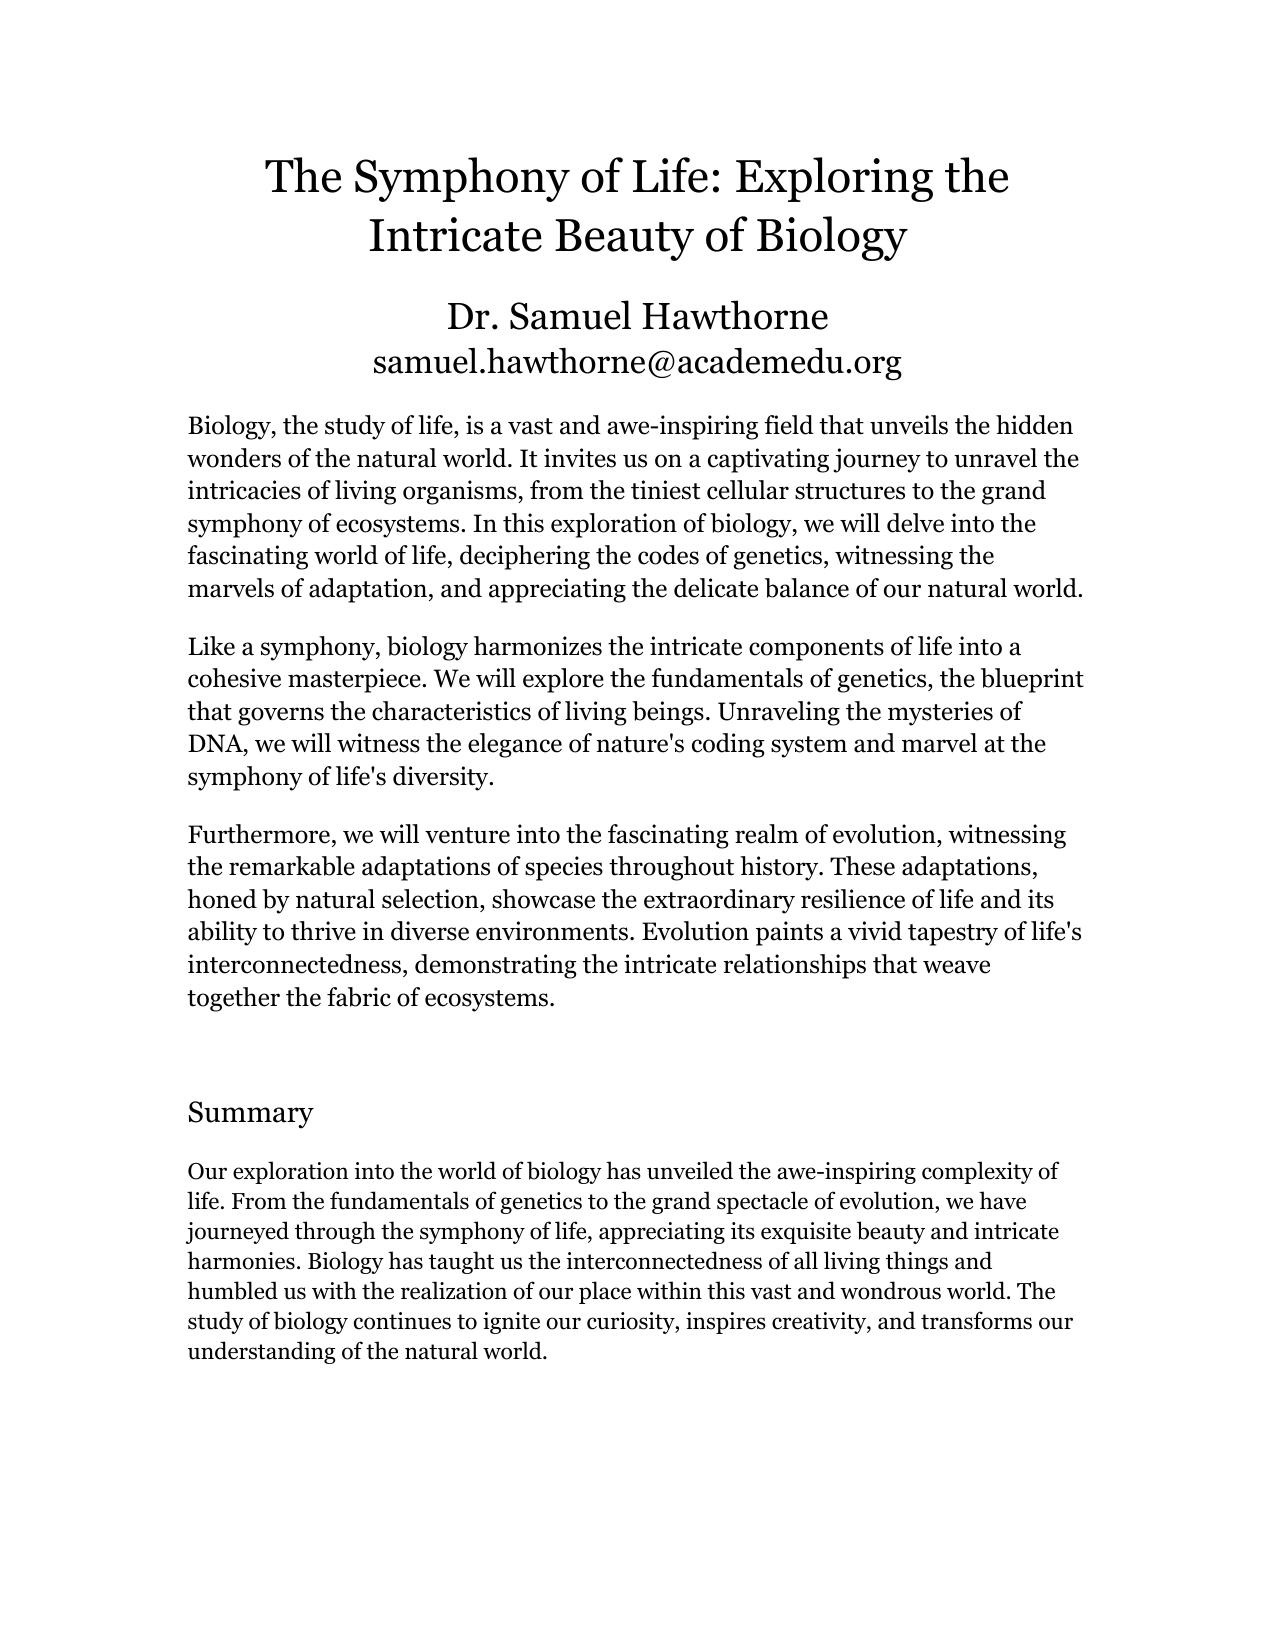 The Symphony of Life: Exploring the
Intricate Beauty of Biology
Dr. Samuel Hawthorne
samuel.hawthorne@academedu.org
Biology, the study of life, is a vast and awe-inspiring field that unveils the hidden
wonders of the natural world. It invites us on a captivating journey to unravel the
intricacies of living organisms, from the tiniest cellular structures to the grand
symphony of ecosystems. In this exploration of biology, we will delve into the
fascinating world of life, deciphering the codes of genetics, witnessing the
marvels of adaptation, and appreciating the delicate balance of our natural world.
Like a symphony, biology harmonizes the intricate components of life into a
cohesive masterpiece. We will explore the fundamentals of genetics, the blueprint
that governs the characteristics of living beings. Unraveling the mysteries of
DNA, we will witness the elegance of nature's coding system and marvel at the
symphony of life's diversity.
Furthermore, we will venture into the fascinating realm of evolution, witnessing
the remarkable adaptations of species throughout history. These adaptations,
honed by natural selection, showcase the extraordinary resilience of life and its
ability to thrive in diverse environments. Evolution paints a vivid tapestry of life's
interconnectedness, demonstrating the intricate relationships that weave
together the fabric of ecosystems.
Summary
Our exploration into the world of biology has unveiled the awe-inspiring complexity of
life. From the fundamentals of genetics to the grand spectacle of evolution, we have
journeyed through the symphony of life, appreciating its exquisite beauty and intricate
harmonies. Biology has taught us the interconnectedness of all living things and
humbled us with the realization of our place within this vast and wondrous world. The
study of biology continues to ignite our curiosity, inspires creativity, and transforms our
understanding of the natural world.